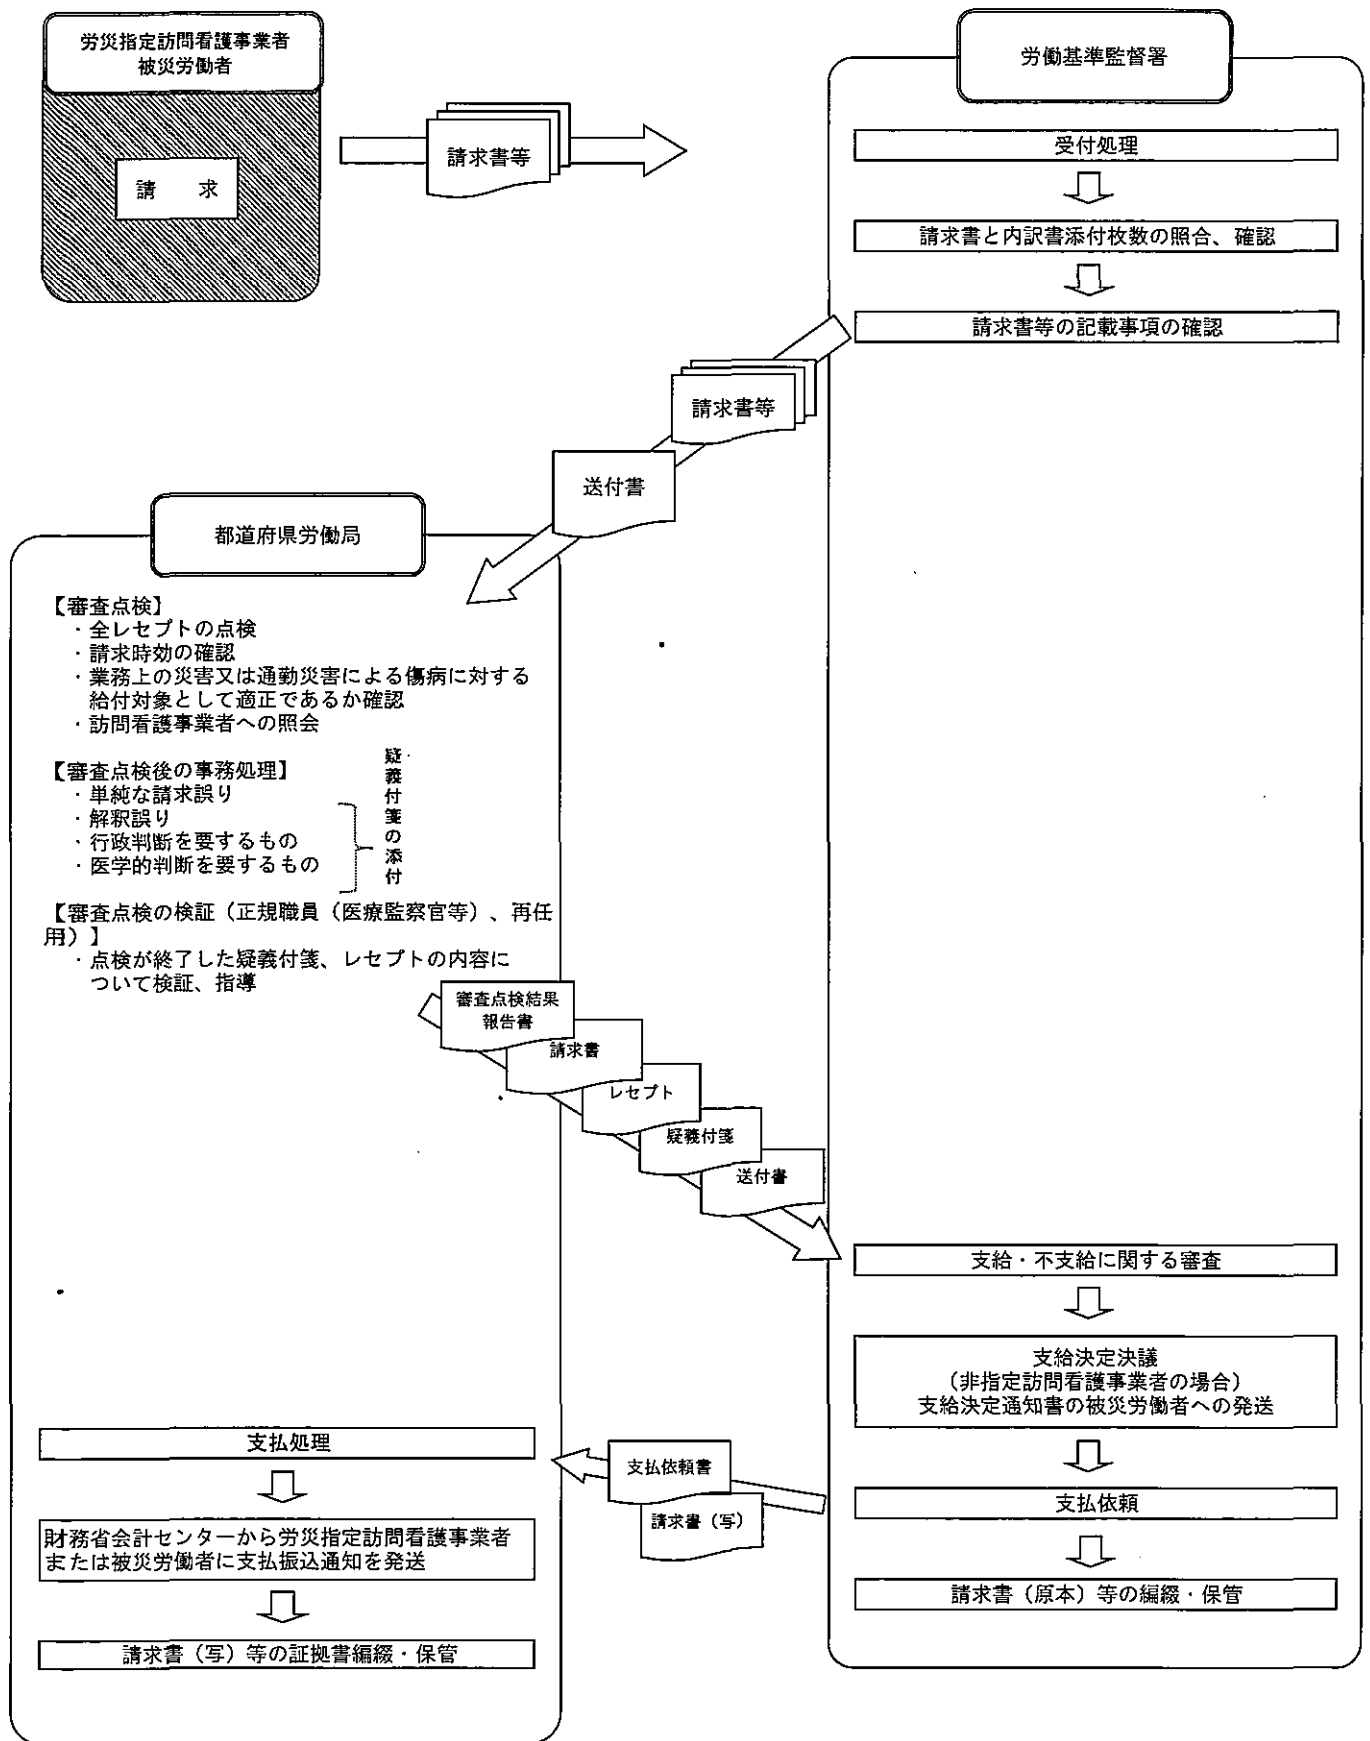 労災指定訪問看護事業者
被災労働者
請　求
請求書等
労働基準監督署
受付処理
請求書と内訳書添付枚数の照合、確認
請求書等の記載事項の確認
請求書等
送付書
都道府県労働局
【審査点検】
・全レセプトの点検
・請求時効の確認
・業務上の災害又は通勤災害による傷病に対する
給付対象として適正であるか確認
・訪問看護事業者への照会
【審査点検後の事務処理】
・単純な請求誤り
・解釈誤り
・行政判断を要するもの
・医学的判断を要するもの
疑義付箋の添付
【審査点検の検証（正規職員（医療監察官等）、再任
用）】
・点検が終了した疑義付箋、レセプトの内容に
ついて検証、指導
審査点検結果
報告書
請求書
レセプト
疑義付箋
送付書
支給・不支給に関する審査
支給決定決議
（非指定訪問看護事業者の場合）
支給決定通知書の被災労働者への発送
支払依頼
請求書（原本）等の編綴・保管
支払依頼書
請求書（写）
支払処理
財務省会計センターから労災指定訪問看護事業者
または被災労働者に支払振込通知を発送
請求書（写）等の証拠書編綴・保管